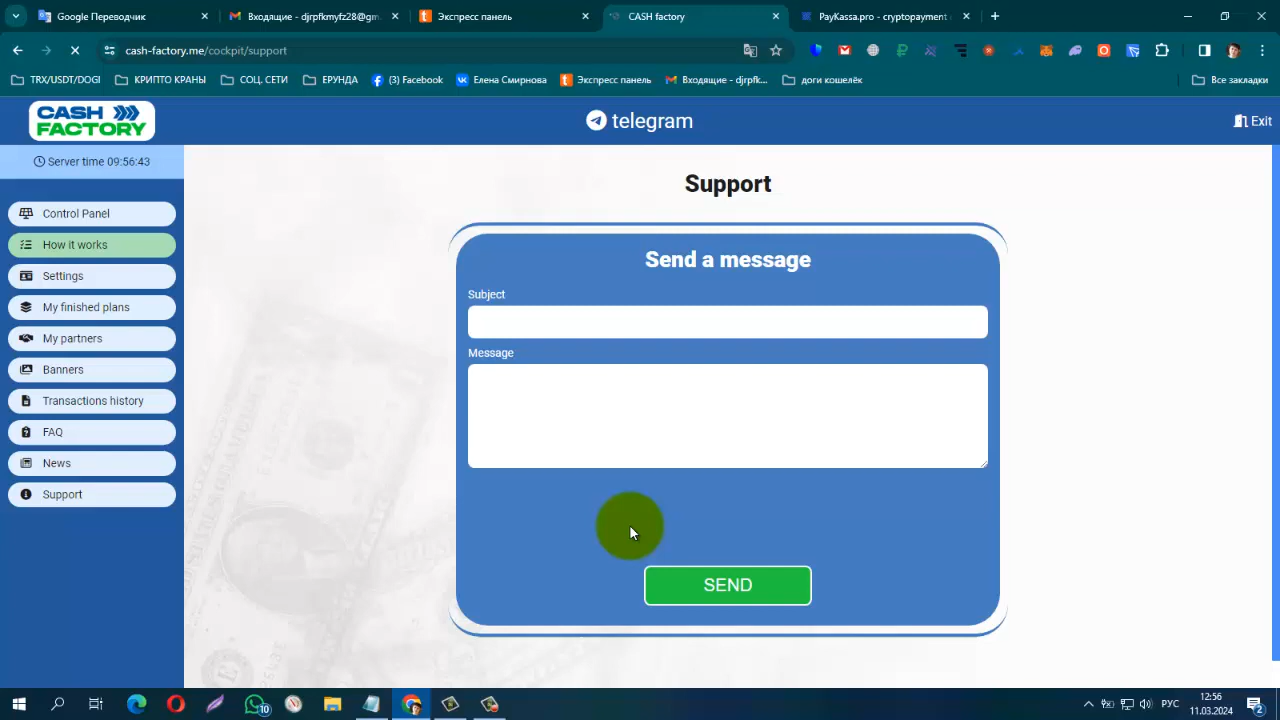 Google Переводчик
Входящие - djrpfkmyfz28@gm
Экспресс панель
CASH factory
PayKassa.pro - cryptopayment
cash-factory.me/cockpit/support
TRX/USDT/DOGI
КРИПТО КРАНЫ
СОЦ. СЕТИ
ЕРУНДА
(3) Facebook
Елена Смирнова
Экспресс панель
Входящие - djrpfk...
доги кошелёк
Все закладки
CASH
FACTORY
telegram
Exit
Server time 09:56:43
Control Panel
How it works
Settings
My finished plans
My partners
Banners
Transactions history
FAQ
News
Support
Support
Send a message
Subject
Message
SEND
10
РУС
12:56
11.03.2024
2